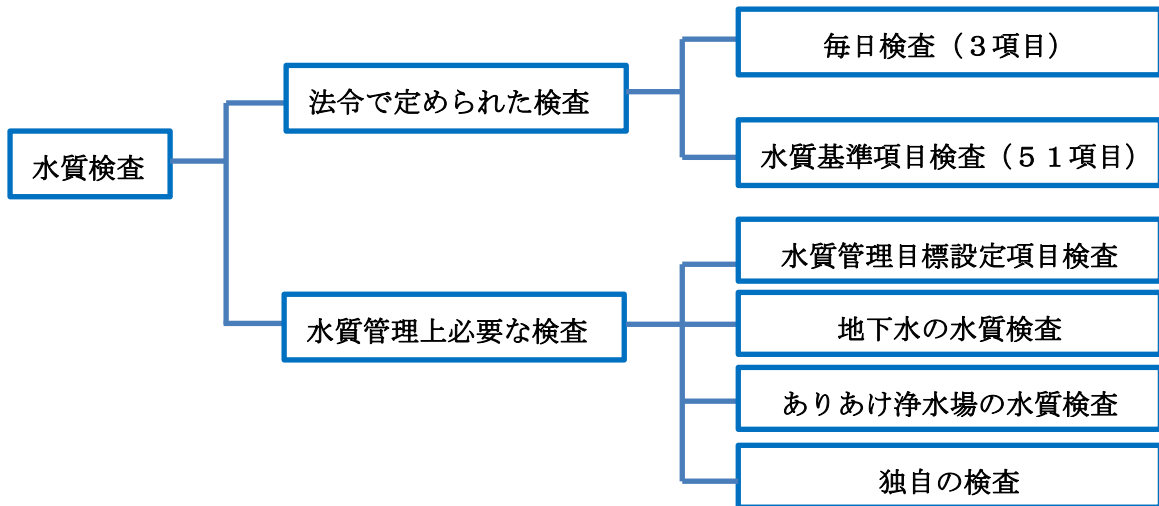 水質検査
法令で定められた検査
毎日検査（３項目）
水質基準項目検査（５１項目）
水質管理上必要な検査
水質管理目標設定項目検査
地下水の水質検査
ありあけ浄水場の水質検査
独自の検査